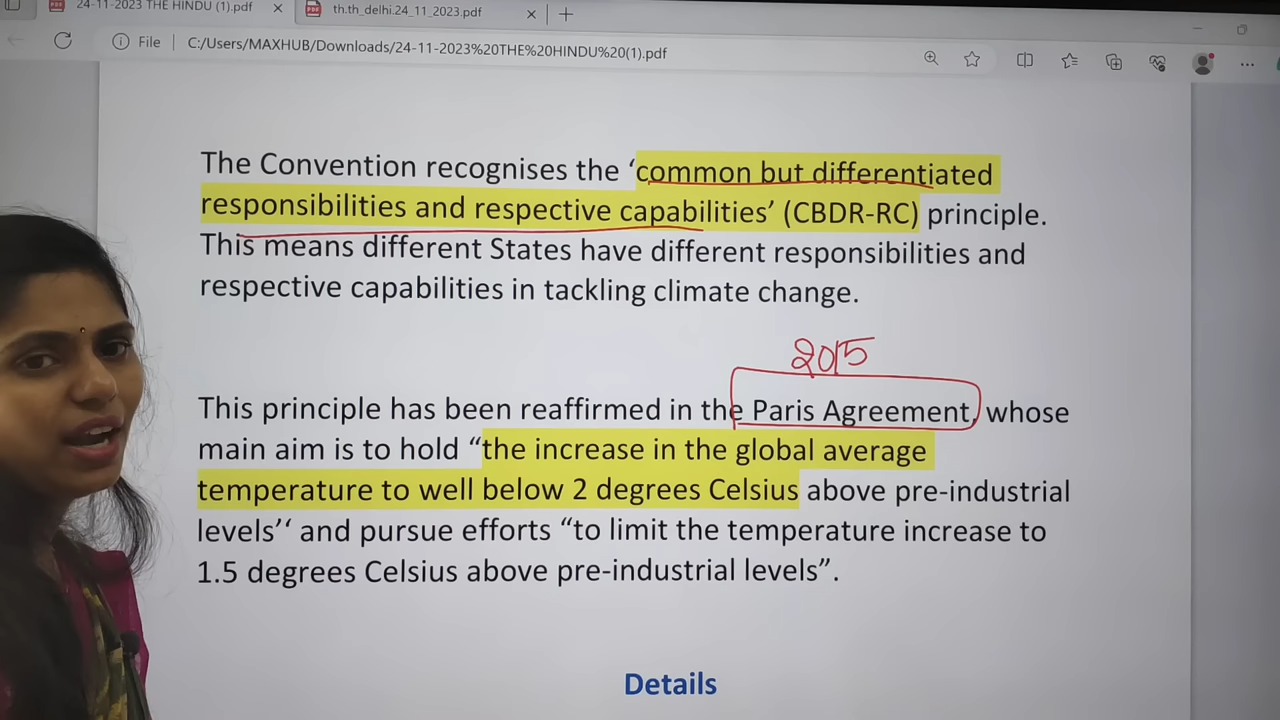 24-11-2023 THE HINDU (1).pdf
th.th_delhi.24_11_2023.pdf
File
C:/Users/MAXHUB/Downloads/24-11-2023%20THE%20HINDU%20(1).pdf
The Convention recognises the ‘common but differentiated
responsibilities and respective capabilities’ (CBDR-RC) principle.
This means different States have different responsibilities and
respective capabilities in tackling climate change.
2015
This principle has been reaffirmed in the Paris Agreement, whose
main aim is to hold “the increase in the global average
temperature to well below 2 degrees Celsius above pre-industrial
levels’‘ and pursue efforts “to limit the temperature increase to
1.5 degrees Celsius above pre-industrial levels”.
Details